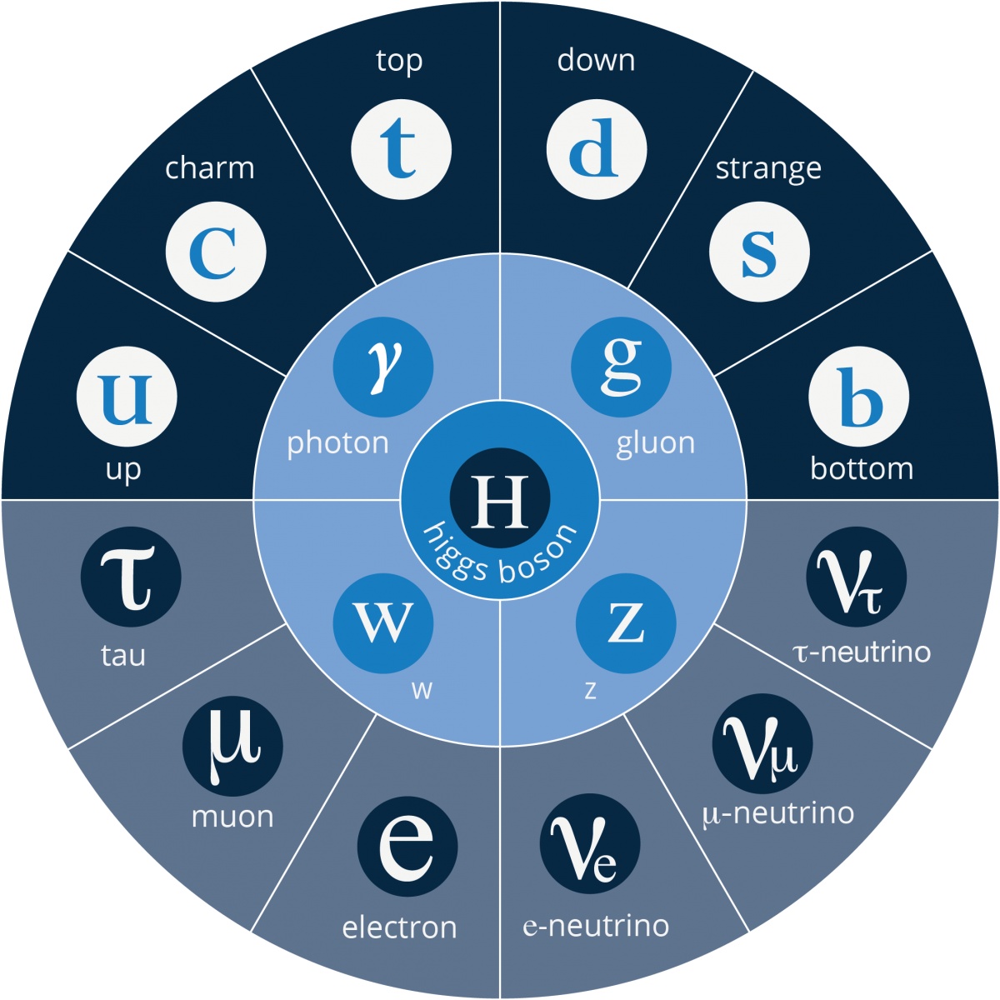 top
t
down
d
charm
c
strange
s
up
u
bottom
b
γ
photon
g
gluon
H
higgs boson
w
w
z
z
τ
tau
ντ
τ-neutrino
μ
muon
νμ
μ-neutrino
e
electron
νe
e-neutrino